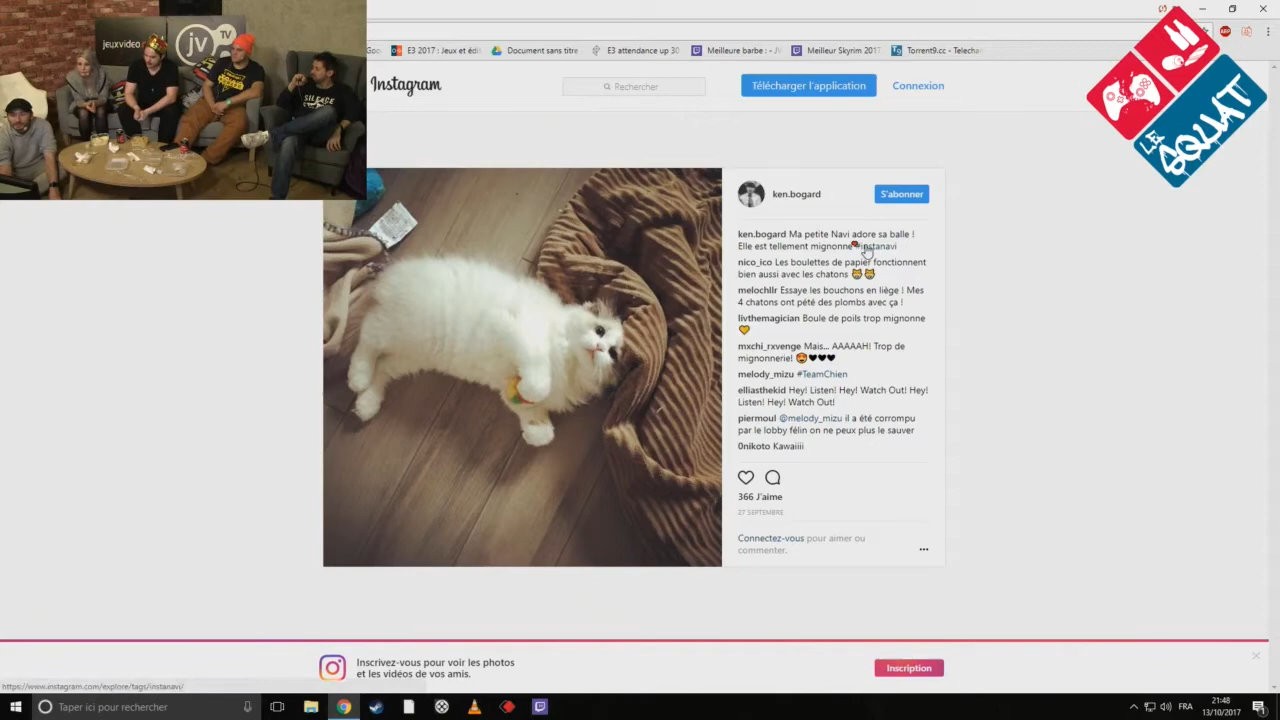 jeuxvideo
jv
TV
SILENCE
E3 2017 : Jeux et édi
Document sans titre
E3 attendance up 30
Meilleure barbe : - JV
Meilleur Skyrim 2017
Torrent9.cc - Telecha
ABP
LE
SQUAT
Instagram
Rechercher
Télécharger l'application
Connexion
ken.bogard
S'abonner
ken.bogard Ma petite Navi adore sa balle !
Elle est tellement mignonne #instanavi
nico_ico Les boulettes de papier fonctionnent
bien aussi avec les chatons 😸😸
melochllr Essaye les bouchons en liège ! Mes
4 chatons ont pété des plombs avec ça !
livthemagician Boule de poils trop mignonne
💛
mxchi_rxvenge Mais... AAAAAH! Trop de
mignonnerie! 😍🖤🖤🖤
melody_mizu #TeamChien
elliasthekid Hey! Listen! Hey! Watch Out! Hey!
Listen! Hey! Watch Out!
piermoul @melody_mizu il a été corrompu
par le lobby félin on ne peux plus le sauver
0nikoto Kawaiiii
366 J'aime
27 SEPTEMBRE
Connectez-vous pour aimer ou
commenter.
Inscrivez-vous pour voir les photos
et les vidéos de vos amis.
Inscription
https://www.instagram.com/explore/tags/instanavi/
Taper ici pour rechercher
FRA
21:48
13/10/2017